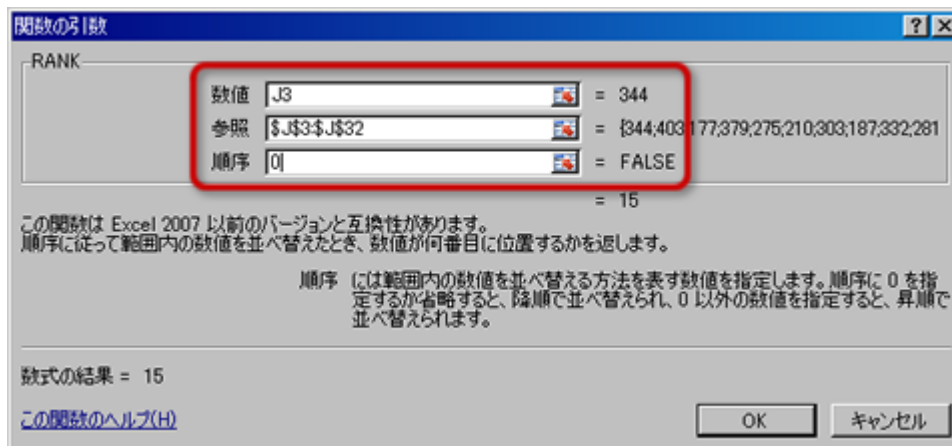 関数の引数
RANK
数値 J3 = 344
参照 $J$3:$J$32 = {344;403;177;379;275;210;303;187;332;281
順序 0 = FALSE
= 15
この関数は Excel 2007 以前のバージョンと互換性があります。
順序に従って範囲内の数値を並べ替えたとき、数値が何番目に位置するかを返します。
順序 には範囲内の数値を並べ替える方法を表す数値を指定します。順序に 0 を指
定するか省略すると、降順で並べ替えられ、0 以外の数値を指定すると、昇順で
並べ替えられます。
数式の結果 = 15
この関数のヘルプ(H)
OK
キャンセル